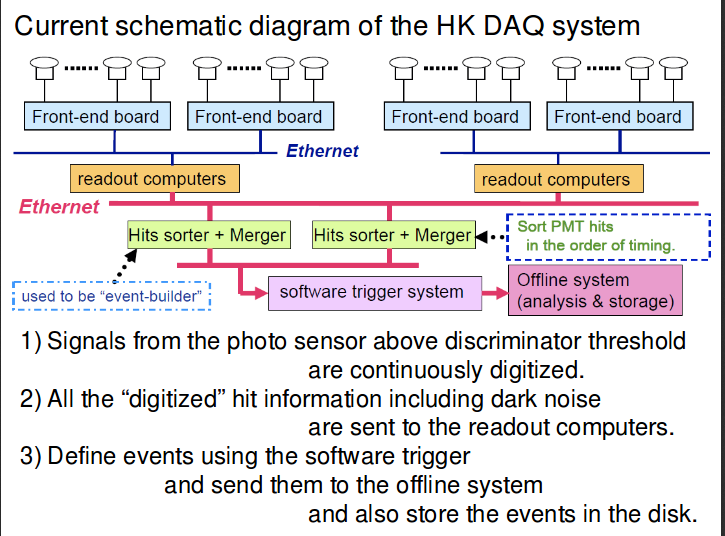 Current schematic diagram of the HK DAQ system
Front-end board
Front-end board
Front-end board
Front-end board
Ethernet
readout computers
readout computers
Ethernet
Hits sorter + Merger
Hits sorter + Merger
Sort PMT hits
in the order of timing.
used to be “event-builder”
software trigger system
Offline system
(analysis & storage)
1) Signals from the photo sensor above discriminator threshold
are continuously digitized.
2) All the “digitized” hit information including dark noise
are sent to the readout computers.
3) Define events using the software trigger
and send them to the offline system
and also store the events in the disk.